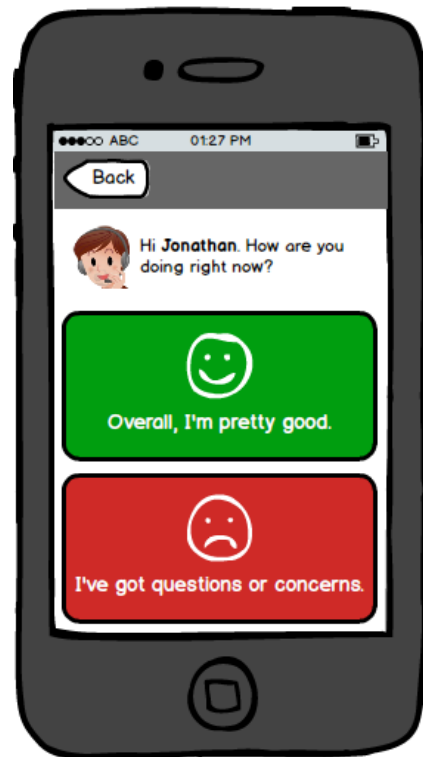 ABC 01:27 PM
Back
Hi Jonathan. How are you
doing right now?
Overall, I'm pretty good.
I've got questions or concerns.